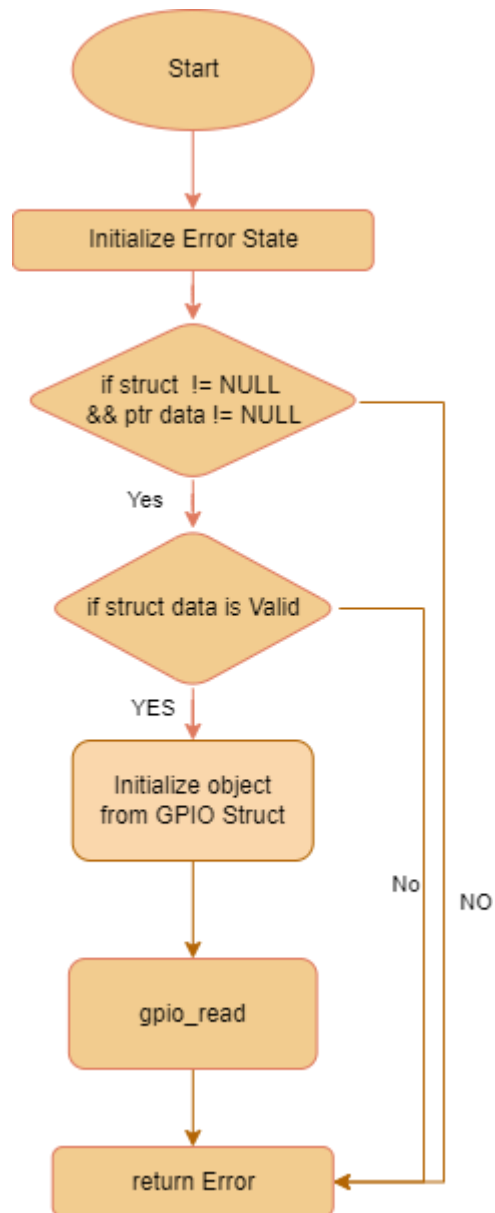 Start
Initialize Error State
if struct != NULL
&& ptr data != NULL
Yes
if struct data is Valid
YES
Initialize object
from GPIO Struct
No
NO
gpio_read
return Error